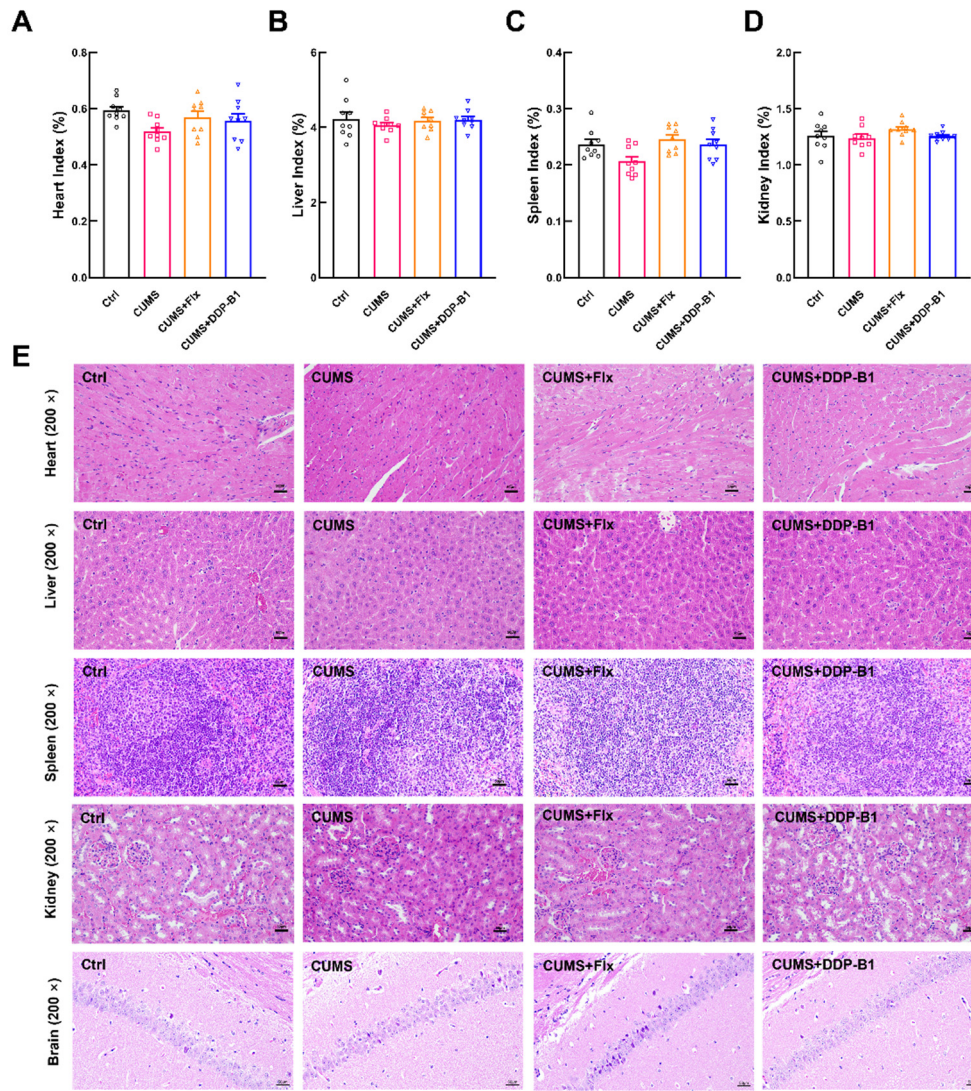 A
B
C
D
Heart Index (%)
0.8
0.6
0.4
0.2
0.0
Ctrl
CUMS
CUMS+Flx
CUMS+DDP-B1
Liver Index (%)
6
4
2
0
Ctrl
CUMS
CUMS+Flx
CUMS+DDP-B1
Spleen Index (%)
0.4
0.3
0.2
0.1
0.0
Ctrl
CUMS
CUMS+Flx
CUMS+DDP-B1
Kidney Index (%)
2.0
1.5
1.0
0.5
0.0
Ctrl
CUMS
CUMS+Flx
CUMS+DDP-B1
E
Heart (200 ×)
Ctrl
CUMS
CUMS+Flx
CUMS+DDP-B1
Liver (200 ×)
Ctrl
CUMS
CUMS+Flx
CUMS+DDP-B1
Spleen (200 ×)
Ctrl
CUMS
CUMS+Flx
CUMS+DDP-B1
Kidney (200 ×)
Ctrl
CUMS
CUMS+Flx
CUMS+DDP-B1
Brain (200 ×)
Ctrl
CUMS
CUMS+Flx
CUMS+DDP-B1